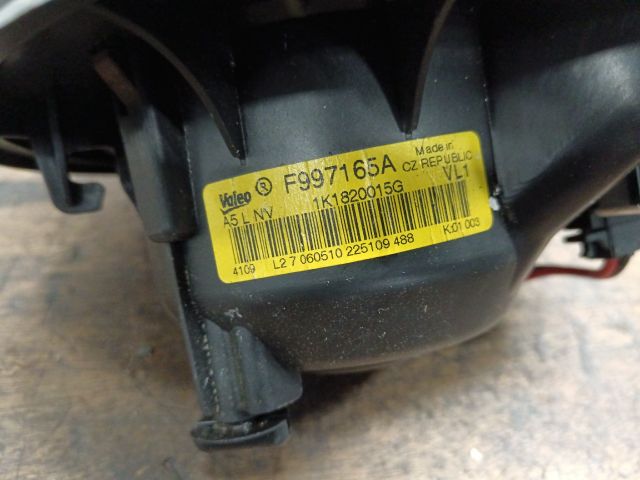 Valeo ® F997165A Made in CZ REPUBLIC
A5 L NV 1K1820015G VL1
4109 L2 7 060510 225109 488 K:01 003